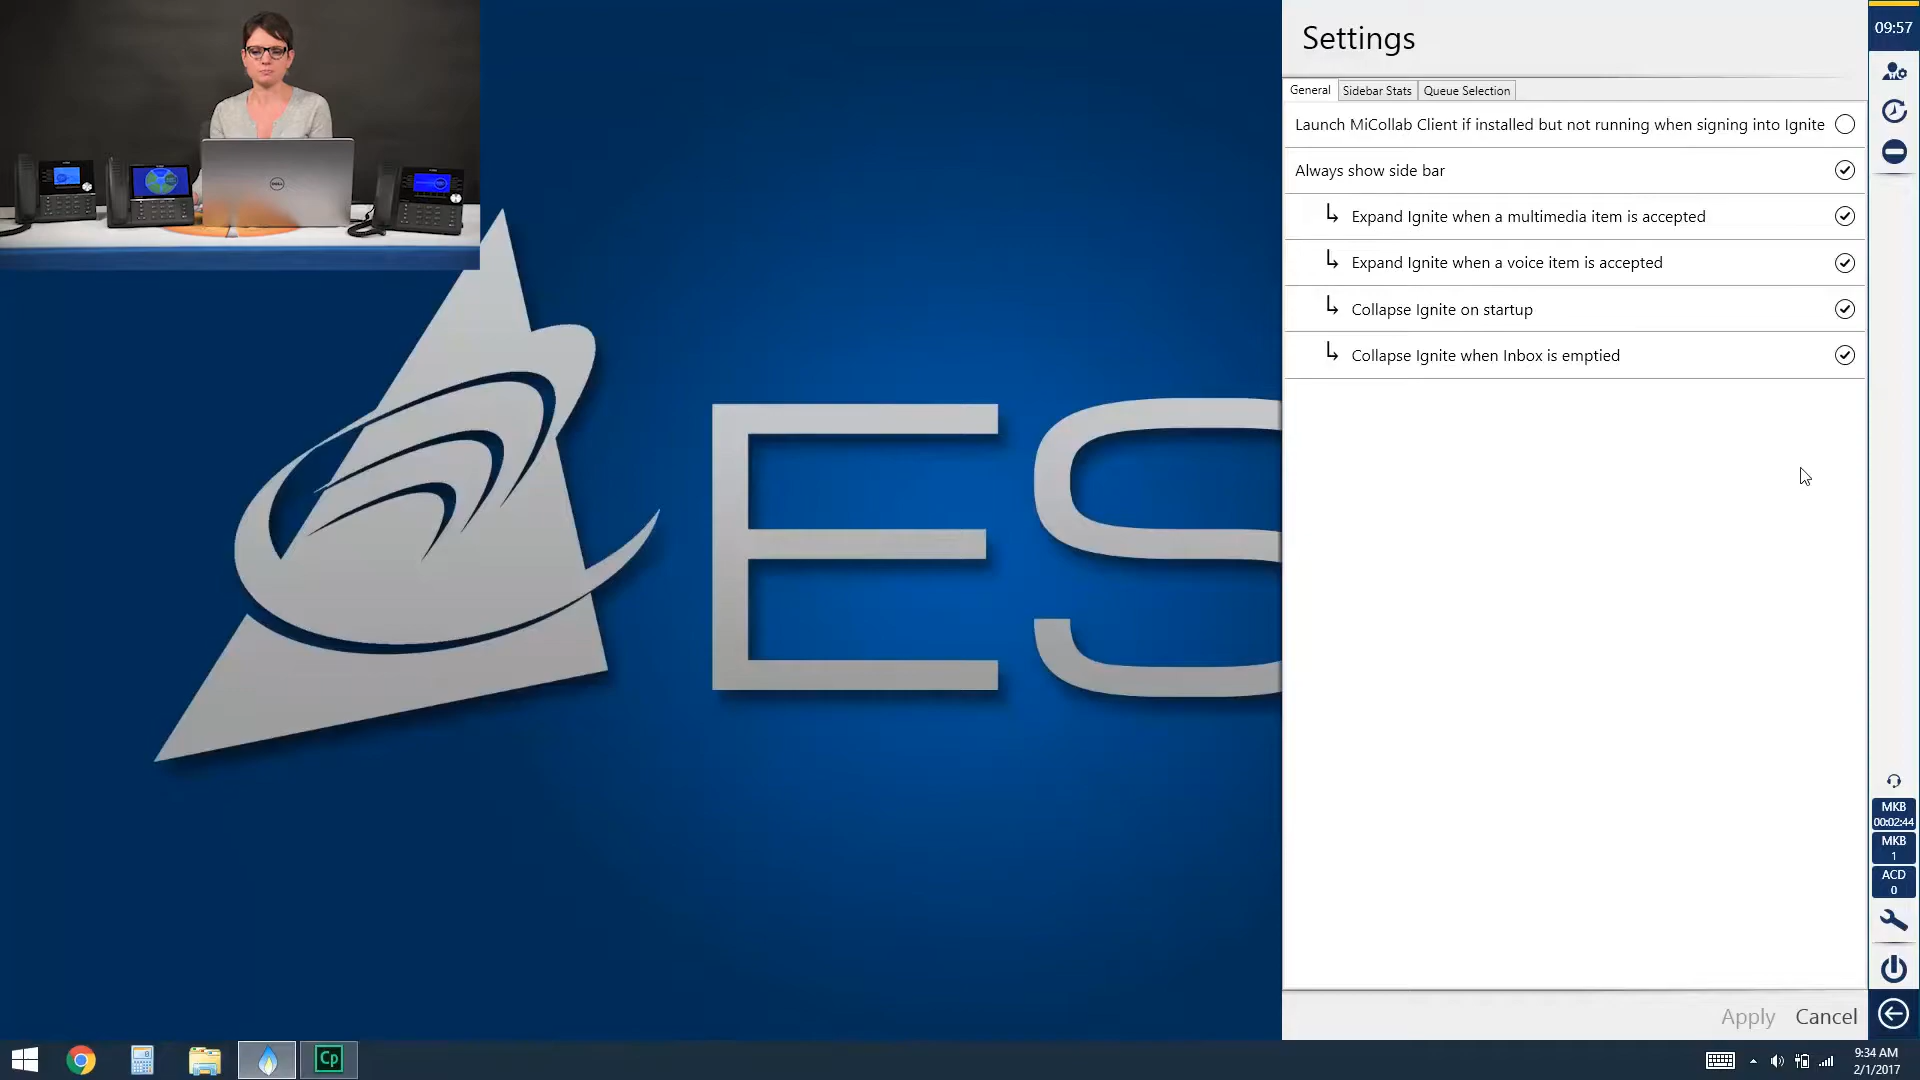 Settings
09:57
General
Sidebar Stats
Queue Selection
Launch MiCollab Client if installed but not running when signing into Ignite
Always show side bar
Expand Ignite when a multimedia item is accepted
Expand Ignite when a voice item is accepted
Collapse Ignite on startup
Collapse Ignite when Inbox is emptied
ES
DELL
MKB
00:02:44
MKB
1
ACD
0
Apply
Cancel
Cp
9:34 AM
2/1/2017